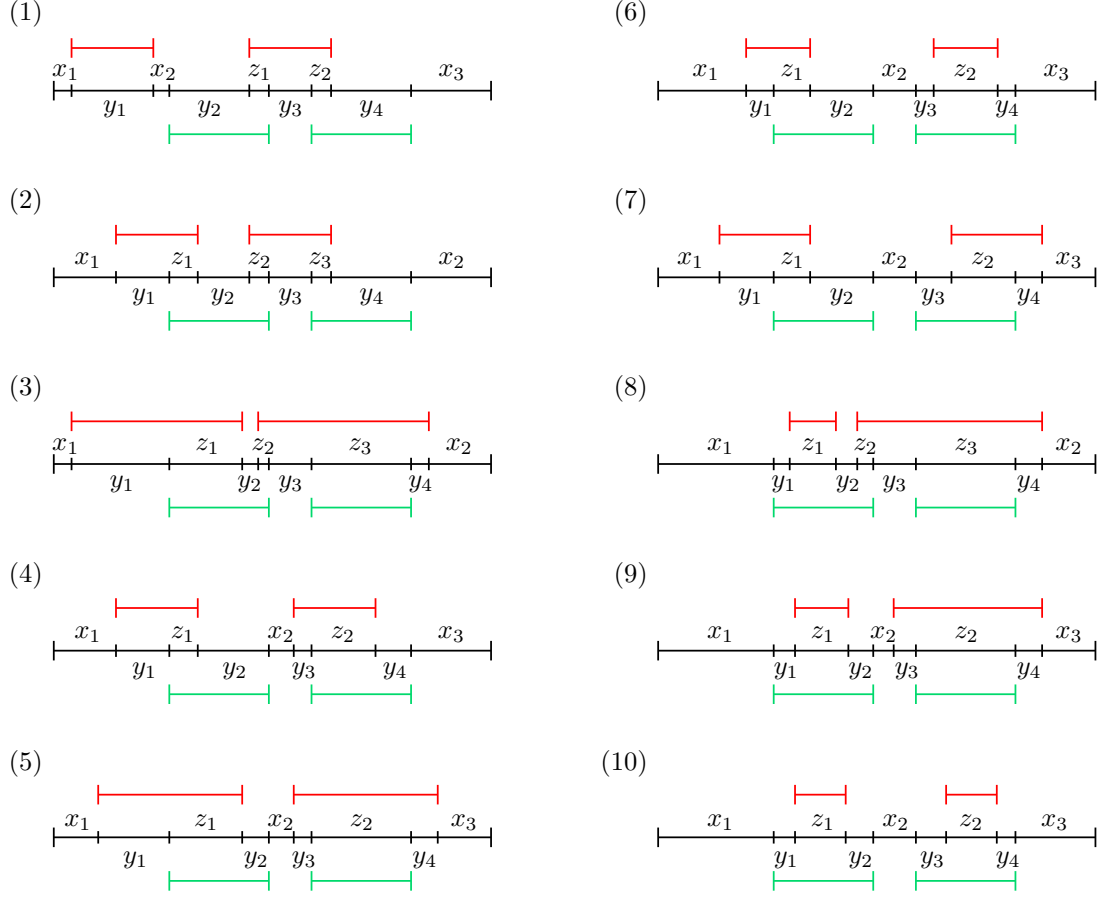 (1)
x₁ x₂ z₁ z₂ x₃
y₁ y₂ y₃ y₄
(2)
x₁ z₁ z₂ z₃ x₂
y₁ y₂ y₃ y₄
(3)
x₁ z₁ z₂ z₃ x₂
y₁ y₂ y₃ y₄
(4)
x₁ z₁ x₂ z₂ x₃
y₁ y₂ y₃ y₄
(5)
x₁ z₁ x₂ z₂ x₃
y₁ y₂ y₃ y₄
(6)
x₁ z₁ x₂ z₂ x₃
y₁ y₂ y₃ y₄
(7)
x₁ z₁ x₂ z₂ x₃
y₁ y₂ y₃ y₄
(8)
x₁ z₁ z₂ z₃ x₂
y₁ y₂ y₃ y₄
(9)
x₁ z₁ x₂ z₂ x₃
y₁ y₂ y₃ y₄
(10)
x₁ z₁ x₂ z₂ x₃
y₁ y₂ y₃ y₄